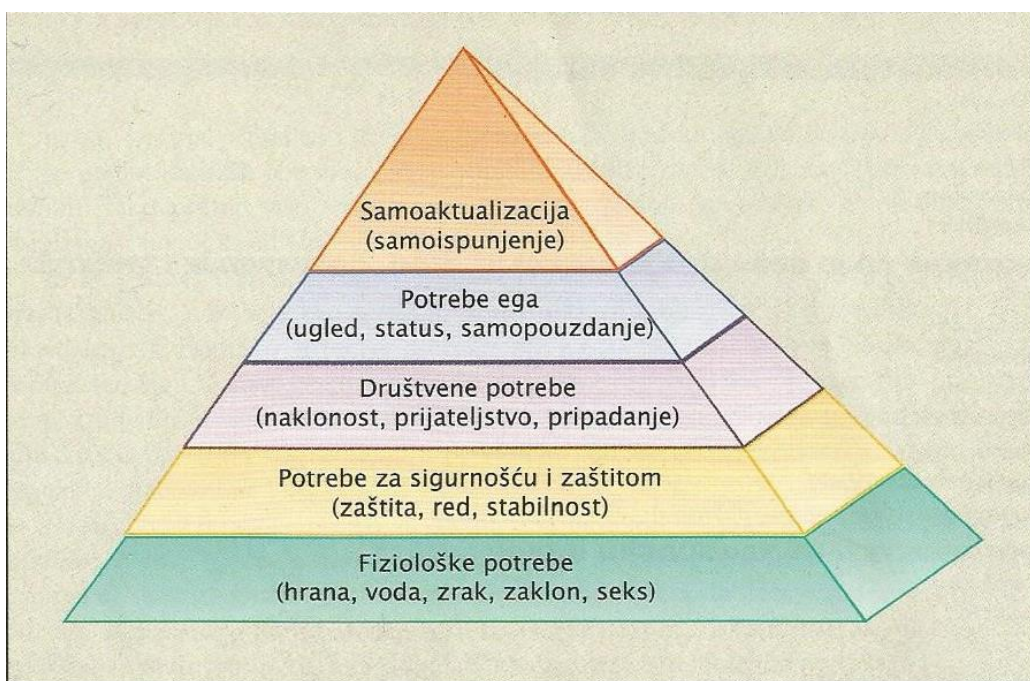 Samoaktualizacija
(samoispunjenje)
Potrebe ega
(ugled, status, samopouzdanje)
Društvene potrebe
(naklonost, prijateljstvo, pripadanje)
Potrebe za sigurnošću i zaštitom
(zaštita, red, stabilnost)
Fiziološke potrebe
(hrana, voda, zrak, zaklon, seks)